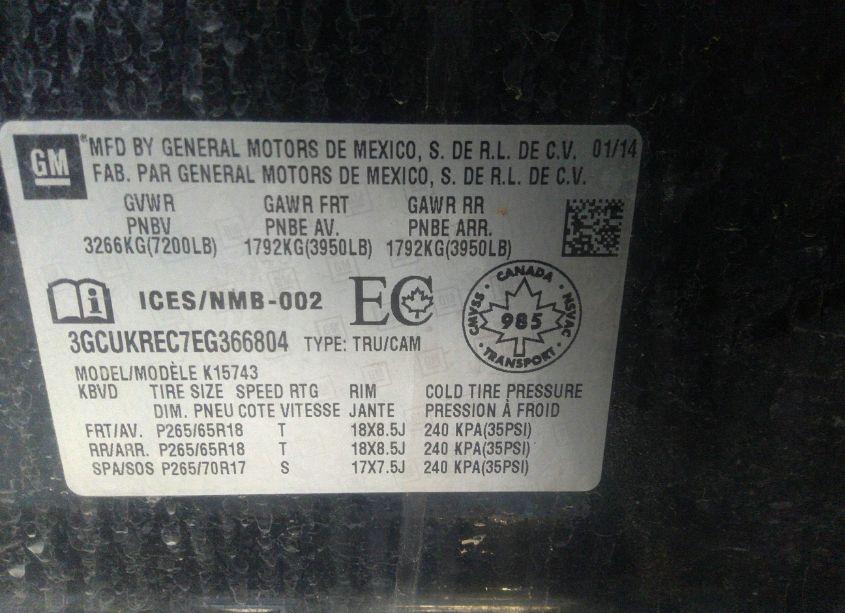 GM
*MFD BY GENERAL MOTORS DE MEXICO, S. DE R.L. DE C.V. 01/14
FAB. PAR GENERAL MOTORS DE MEXICO, S. DE R.L. DE C.V.
GVWR GAWR FRT GAWR RR
PNBV PNBE AV. PNBE ARR.
3266KG(7200LB) 1792KG(3950LB) 1792KG(3950LB)
i ICES/NMB-002 EC
CANADA
CMVSS 985 NSVAC
TRANSPORT
3GCUKREC7EG366804 TYPE: TRU/CAM
MODEL/MODÈLE K15743
KBVD TIRE SIZE SPEED RTG RIM COLD TIRE PRESSURE
DIM. PNEU COTE VITESSE JANTE PRESSION À FROID
FRT/AV. P265/65R18 T 18X8.5J 240 KPA(35PSI)
RR/ARR. P265/65R18 T 18X8.5J 240 KPA(35PSI)
SPA/SOS P265/70R17 S 17X7.5J 240 KPA(35PSI)